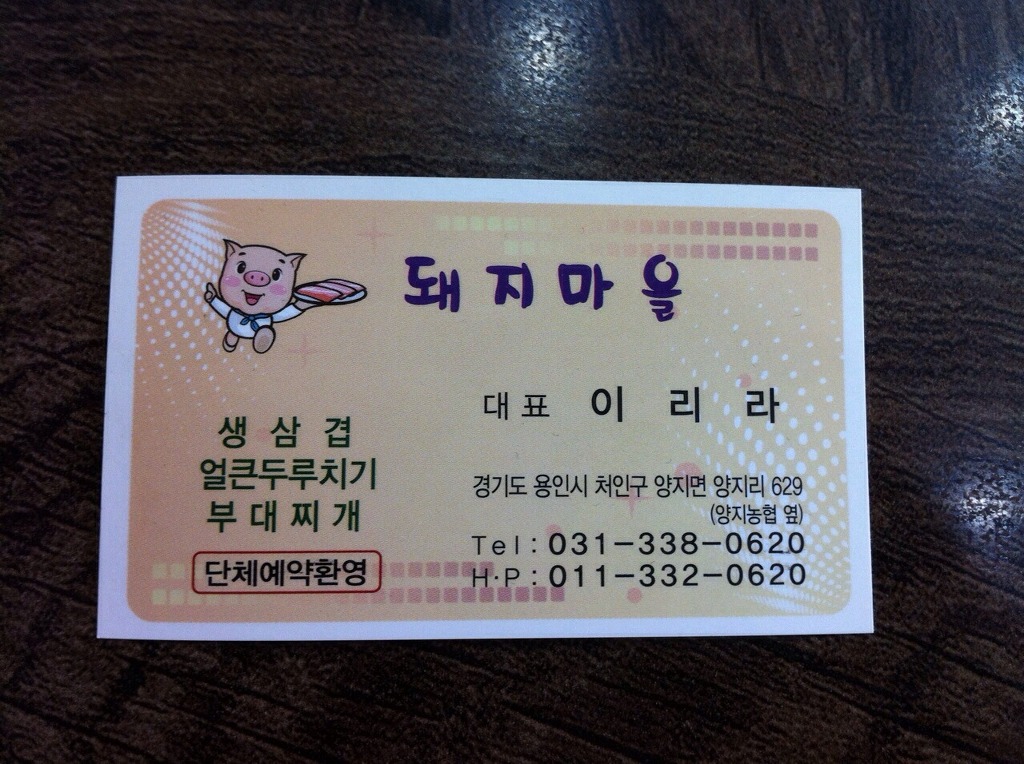 돼지마을
대표 이리라
생삼겹
얼큰두루치기
부대찌개
단체예약환영
경기도 용인시 처인구 양지면 양지리 629
(양지농협 옆)
Tel : 031-338-0620
H·P : 011-332-0620